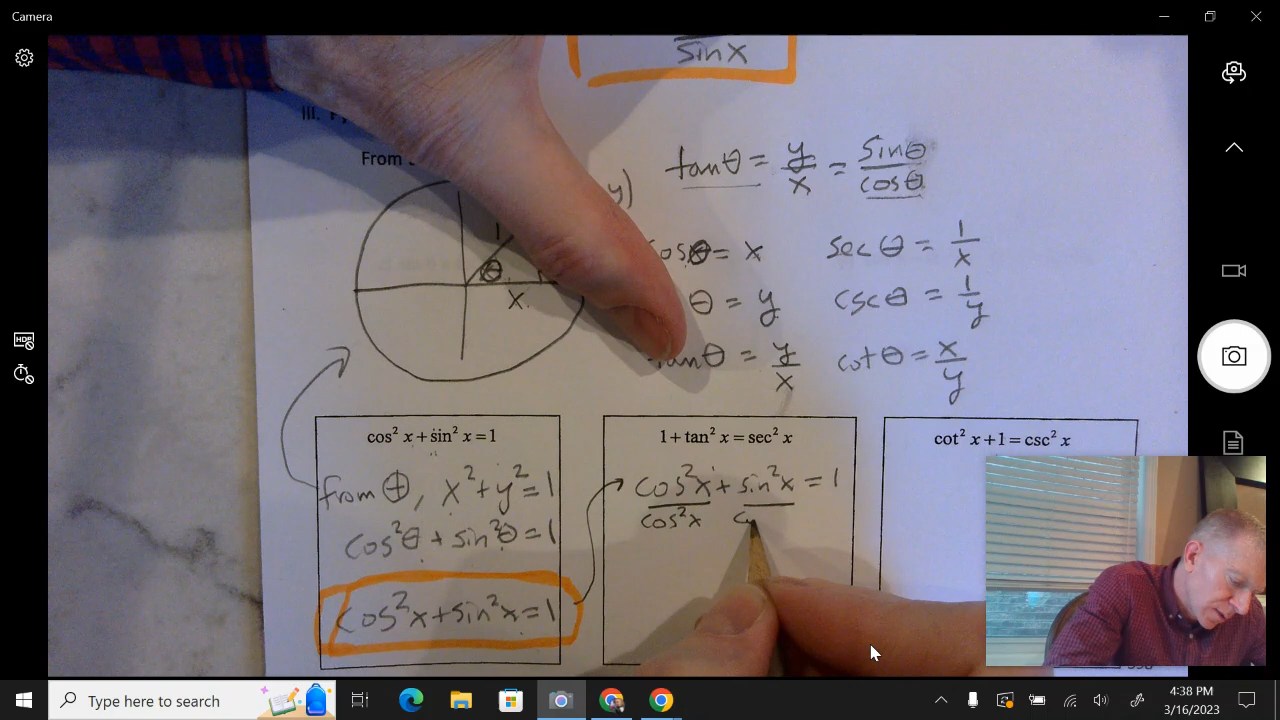 Camera
sin x
III.
From
y)
tanθ = y/x = sinθ/cosθ
1
θ
x
cosθ = x
secθ = 1/x
θ = y
cscθ = 1/y
tanθ = y/x
cotθ = x/y
cos² x + sin² x = 1
from ⊕, x² + y² = 1
cos²θ + sin²θ = 1
cos²x + sin²x = 1
1 + tan² x = sec² x
cos²x + sin²x = 1
cos²x
cot² x + 1 = csc² x
Type here to search
4:38 PM
3/16/2023